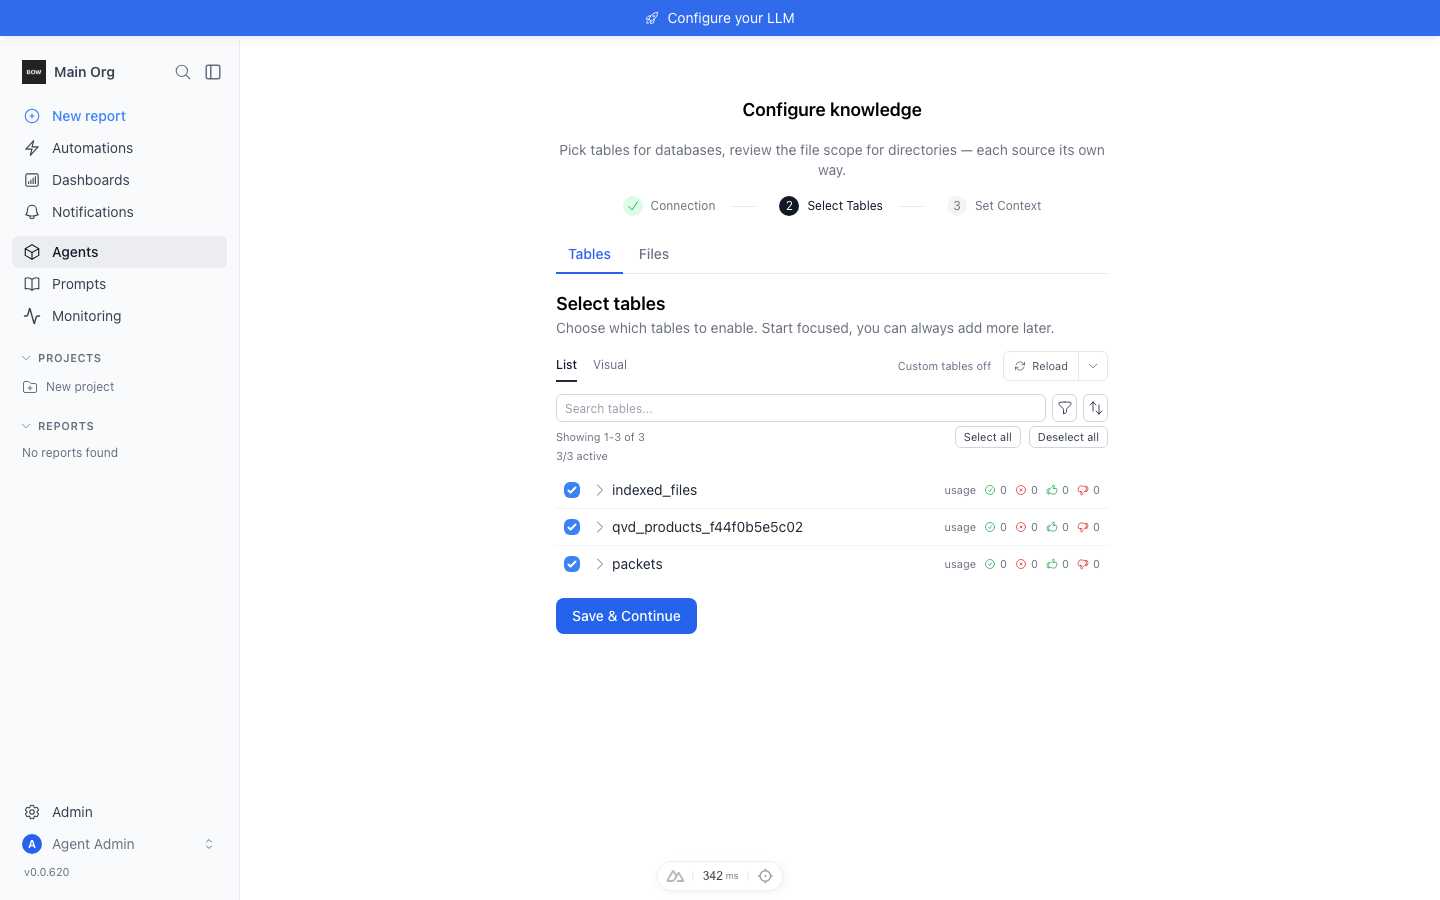 Configure your LLM
BOW
Main Org
New report
Automations
Dashboards
Notifications
Agents
Prompts
Monitoring
PROJECTS
New project
REPORTS
No reports found
Admin
A
Agent Admin
v0.0.620
Configure knowledge
Pick tables for databases, review the file scope for directories — each source its own
way.
Connection
2 Select Tables
3 Set Context
Tables Files
Select tables
Choose which tables to enable. Start focused, you can always add more later.
List Visual
Custom tables off
Reload
Search tables...
Showing 1-3 of 3
Select all
Deselect all
3/3 active
indexed_files usage 0 0 0 0
qvd_products_f44f0b5e5c02 usage 0 0 0 0
packets usage 0 0 0 0
Save & Continue
342 ms